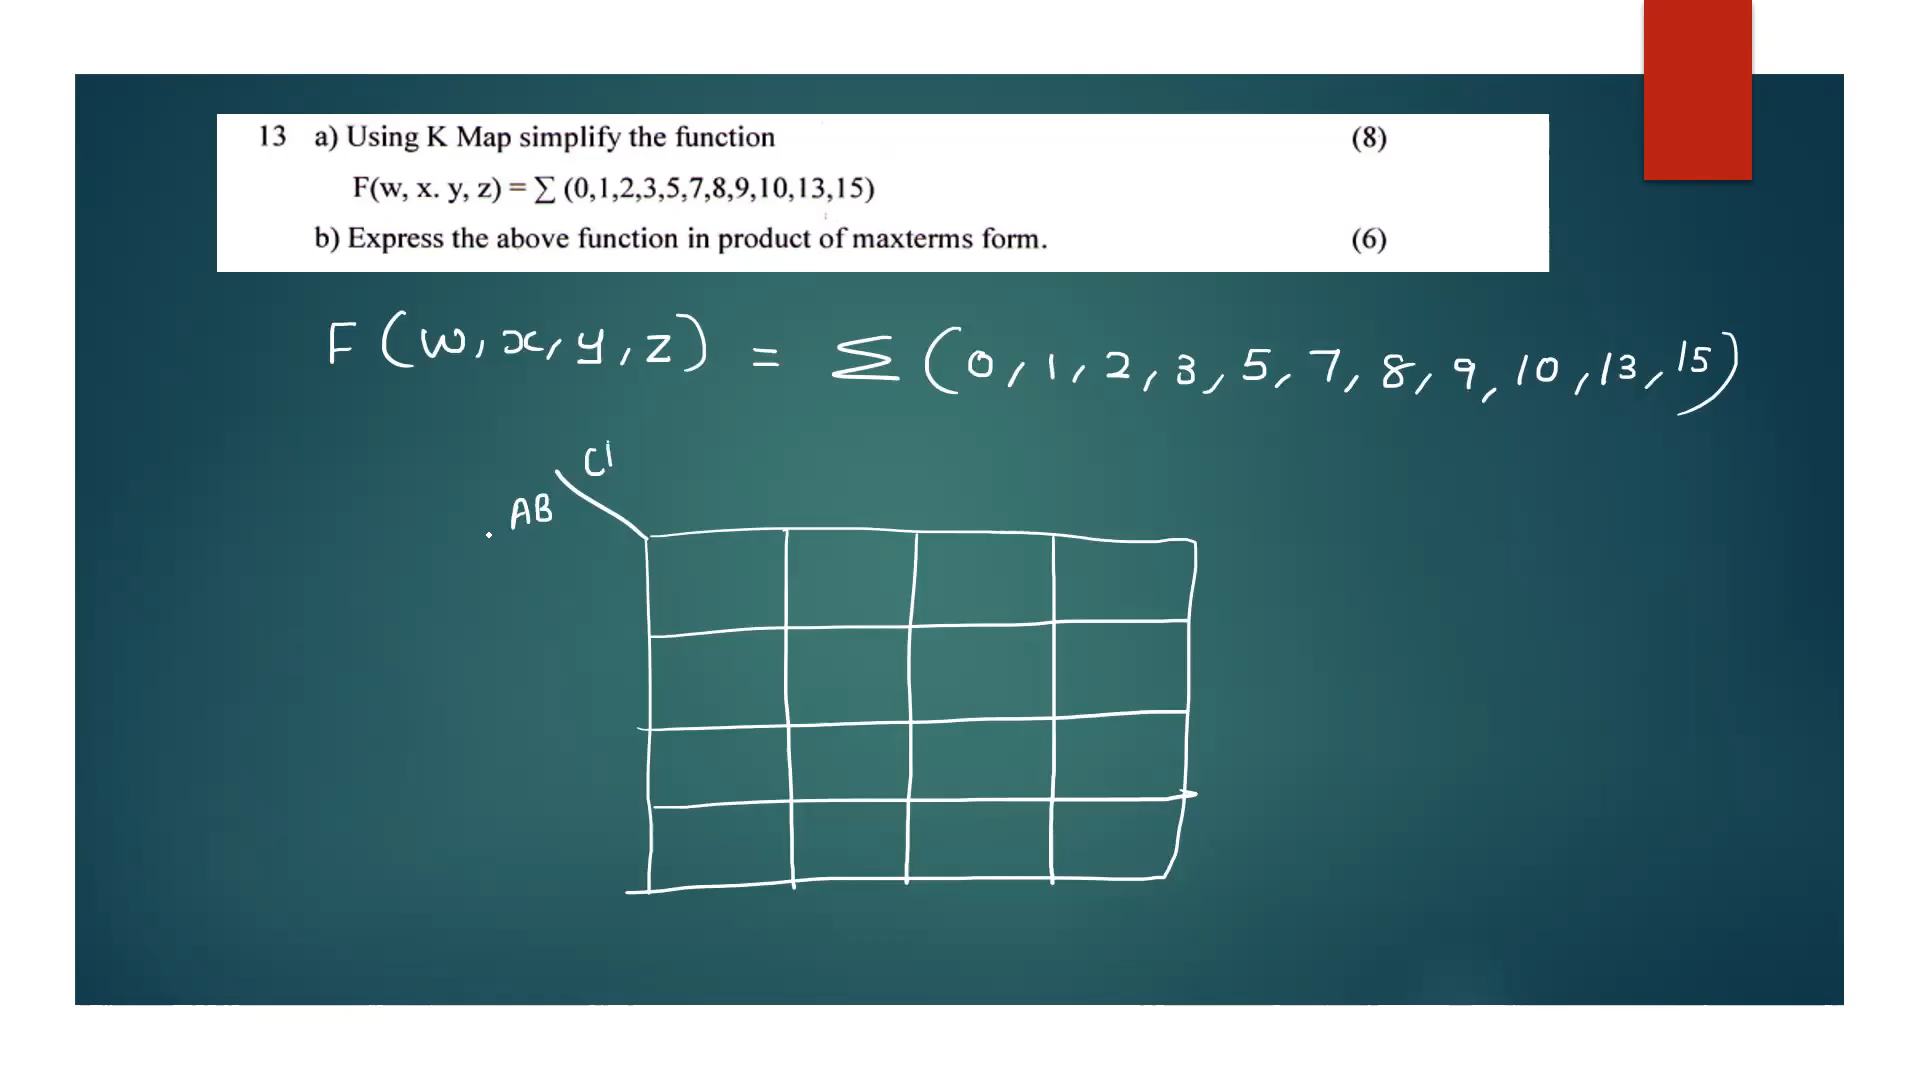 13 a) Using K Map simplify the function (8)
F(w, x. y, z) = ∑ (0,1,2,3,5,7,8,9,10,13,15)
b) Express the above function in product of maxterms form. (6)
F (w, x, y, z) = Σ (0, 1, 2, 3, 5, 7, 8, 9, 10, 13, 15)
AB